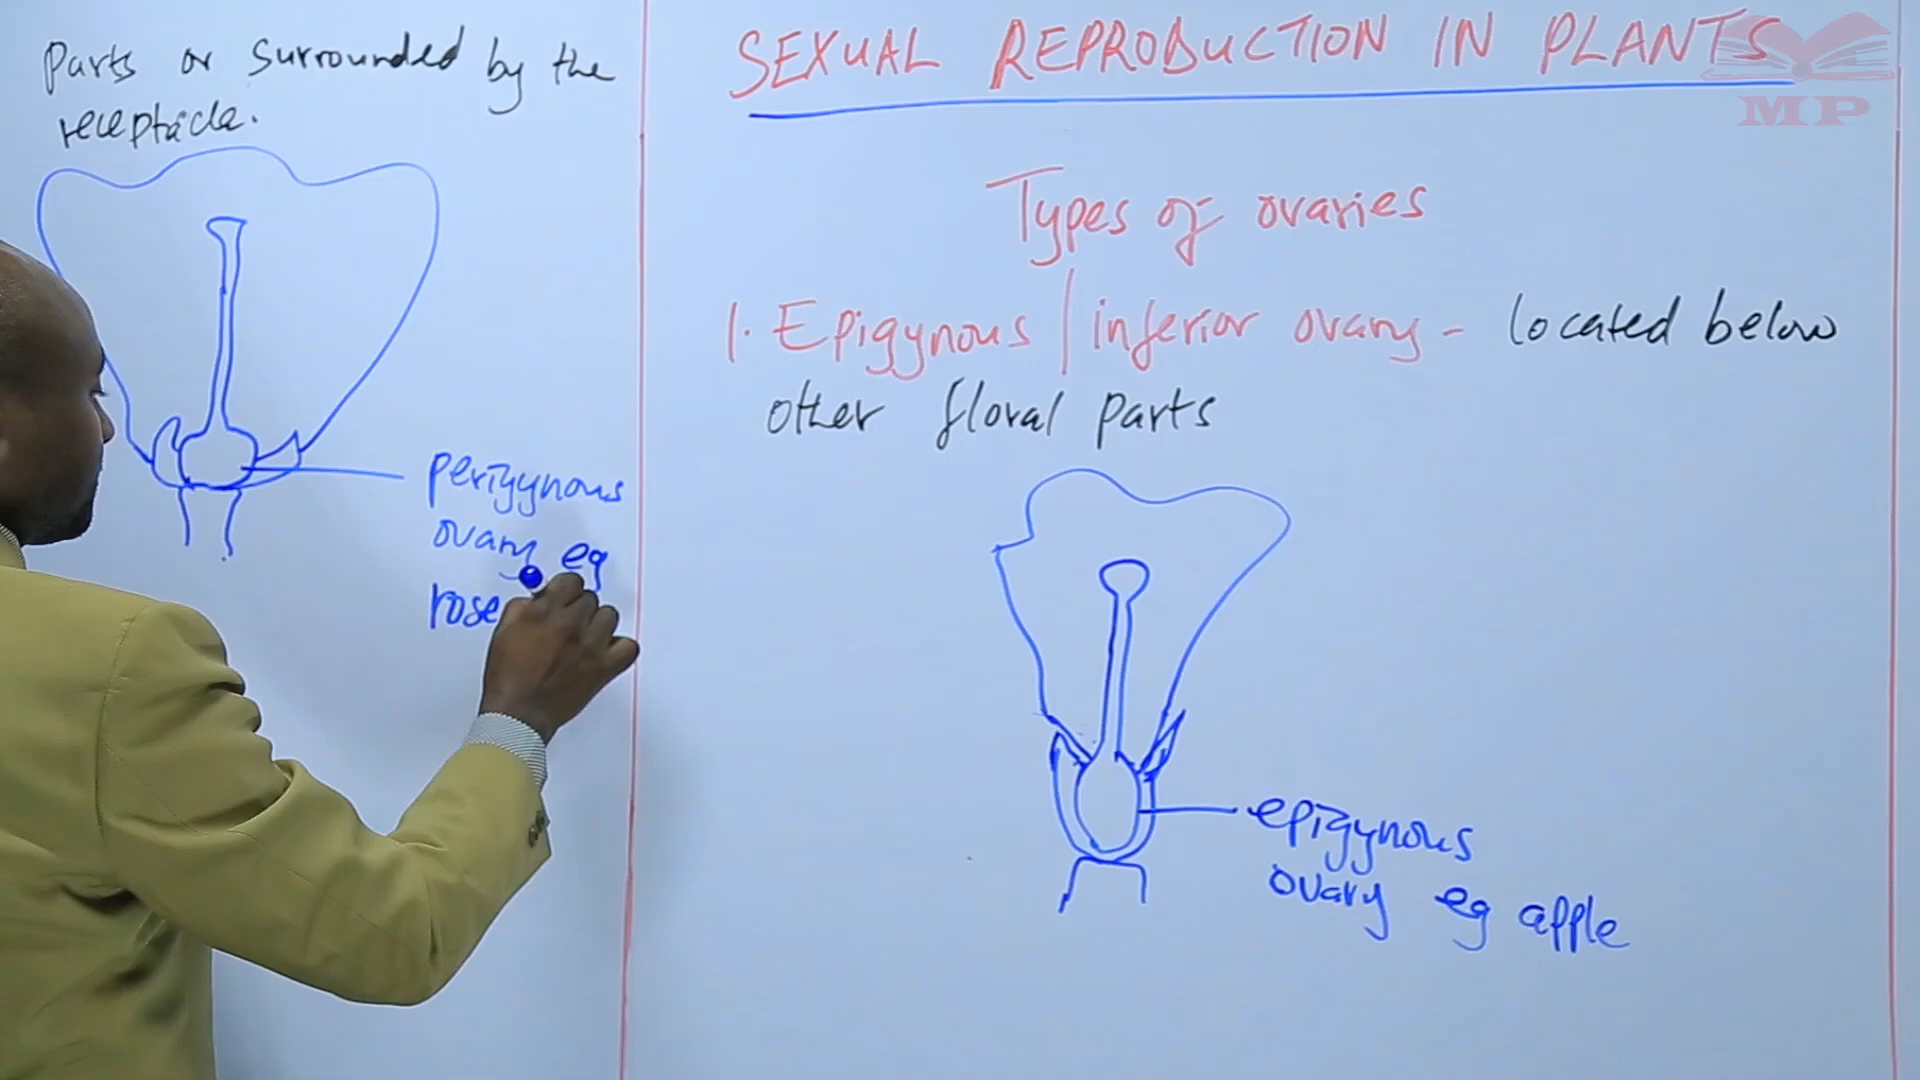 Parts or surrounded by the
receptacle.
perigynous
ovary eg
rose
SEXUAL REPRODUCTION IN PLANTS
MP
Types of ovaries
1. Epigynous / inferior ovary - located below
other floral parts
epigynous
ovary eg apple